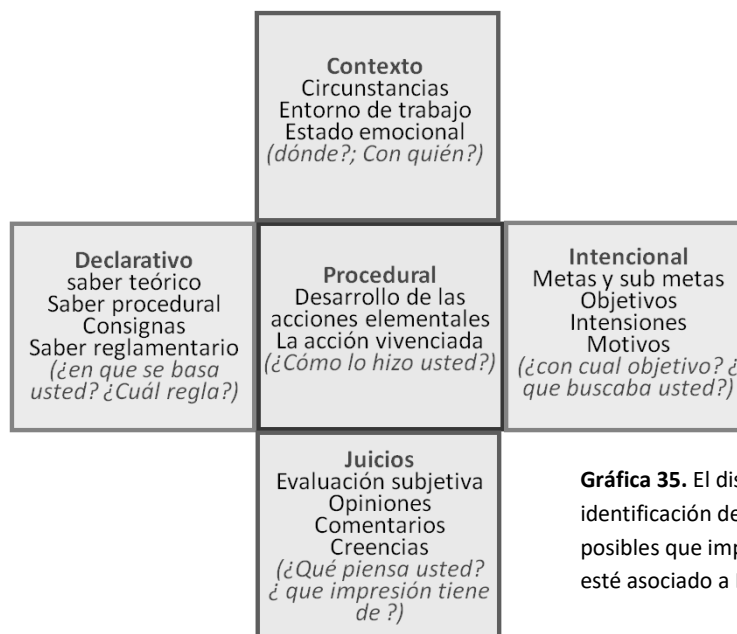 Contexto
Circunstancias
Entorno de trabajo
Estado emocional
(dónde?; Con quién?)
Declarativo
saber teórico
Saber procedural
Consignas
Saber reglamentario
(¿en que se basa
usted? ¿Cuál regla?)
Procedural
Desarrollo de las
acciones elementales
La acción vivenciada
(¿Cómo lo hizo usted?)
Intencional
Metas y sub metas
Objetivos
Intensiones
Motivos
(¿con cual objetivo? ¿
que buscaba usted?)
Juicios
Evaluación subjetiva
Opiniones
Comentarios
Creencias
(¿Qué piensa usted?
¿ que impresión tiene
de ?)
Gráfica 35. El
identificación
posibles que
esté asociado a